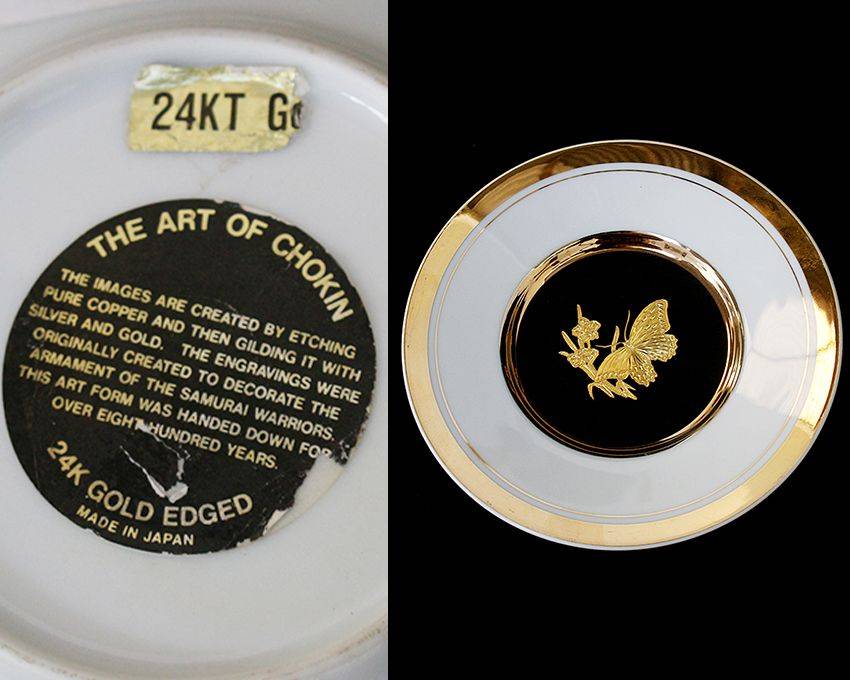 24KT Go
THE ART OF CHOKIN
THE IMAGES ARE CREATED BY ETCHING
PURE COPPER AND THEN GILDING IT WITH
SILVER AND GOLD. THE ENGRAVINGS WERE
ORIGINALLY CREATED TO DECORATE THE
ARMAMENT OF THE SAMURAI WARRIORS.
THIS ART FORM WAS HANDED DOWN FOR
OVER EIGHT HUNDRED YEARS.
24K GOLD EDGED
MADE IN JAPAN